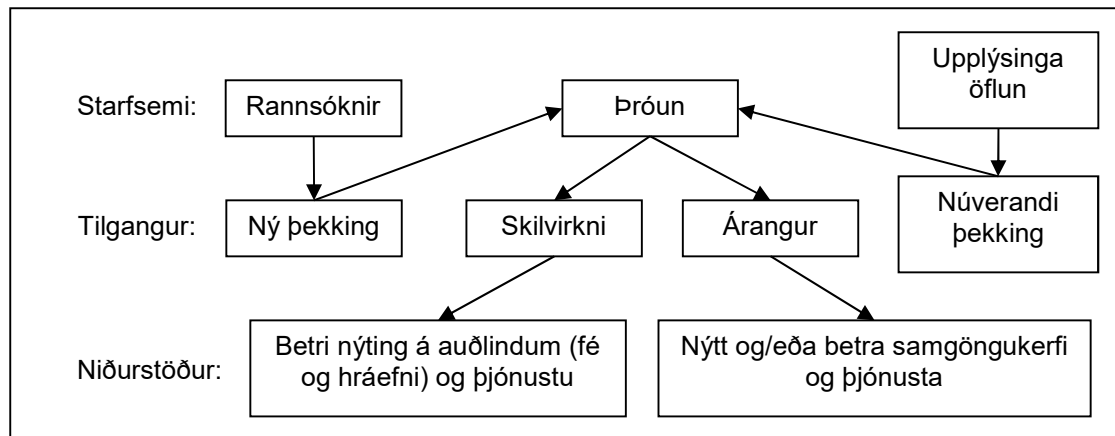 Starfsemi:
Rannsóknir
Þróun
Upplýsinga
öflun
Tilgangur:
Ný þekking
Skilvirkni
Árangur
Núverandi
þekking
Niðurstöður:
Betri nýting á auðlindum (fé
og hráefni) og þjónustu
Nýtt og/eða betra samgöngukerfi
og þjónusta